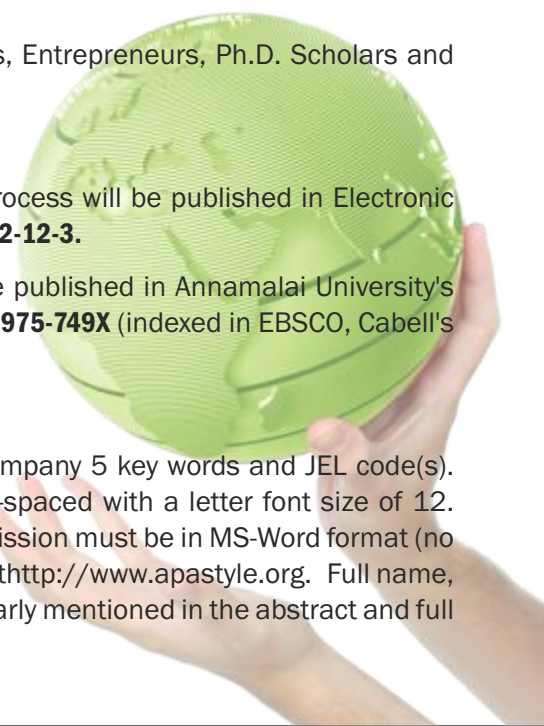 s, Entrepreneurs, Ph.D. Scholars and
rocess will be published in Electronic
2-12-3.
e published in Annamalai University's
975-749X (indexed in EBSCO, Cabell's
mpany 5 key words and JEL code(s).
-spaced with a letter font size of 12.
ission must be in MS-Word format (no
thttp://www.apastyle.org. Full name,
arly mentioned in the abstract and full